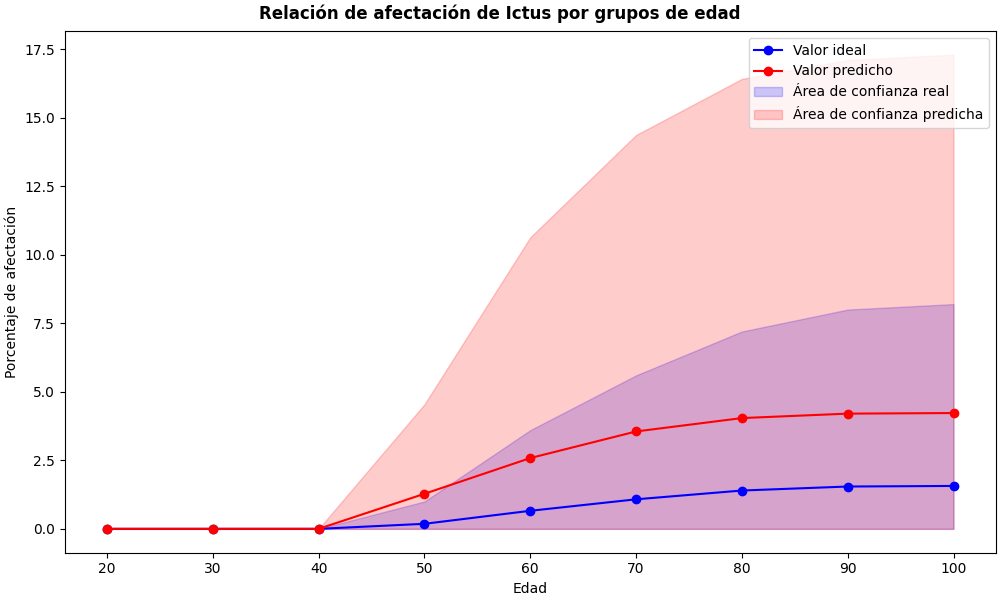 Relación de afectación de Ictus por grupos de edad
Valor ideal
Valor predicho
Área de confianza real
Área de confianza predicha
Porcentaje de afectación
17.5
15.0
12.5
10.0
7.5
5.0
2.5
0.0
20 30 40 50 60 70 80 90 100
Edad